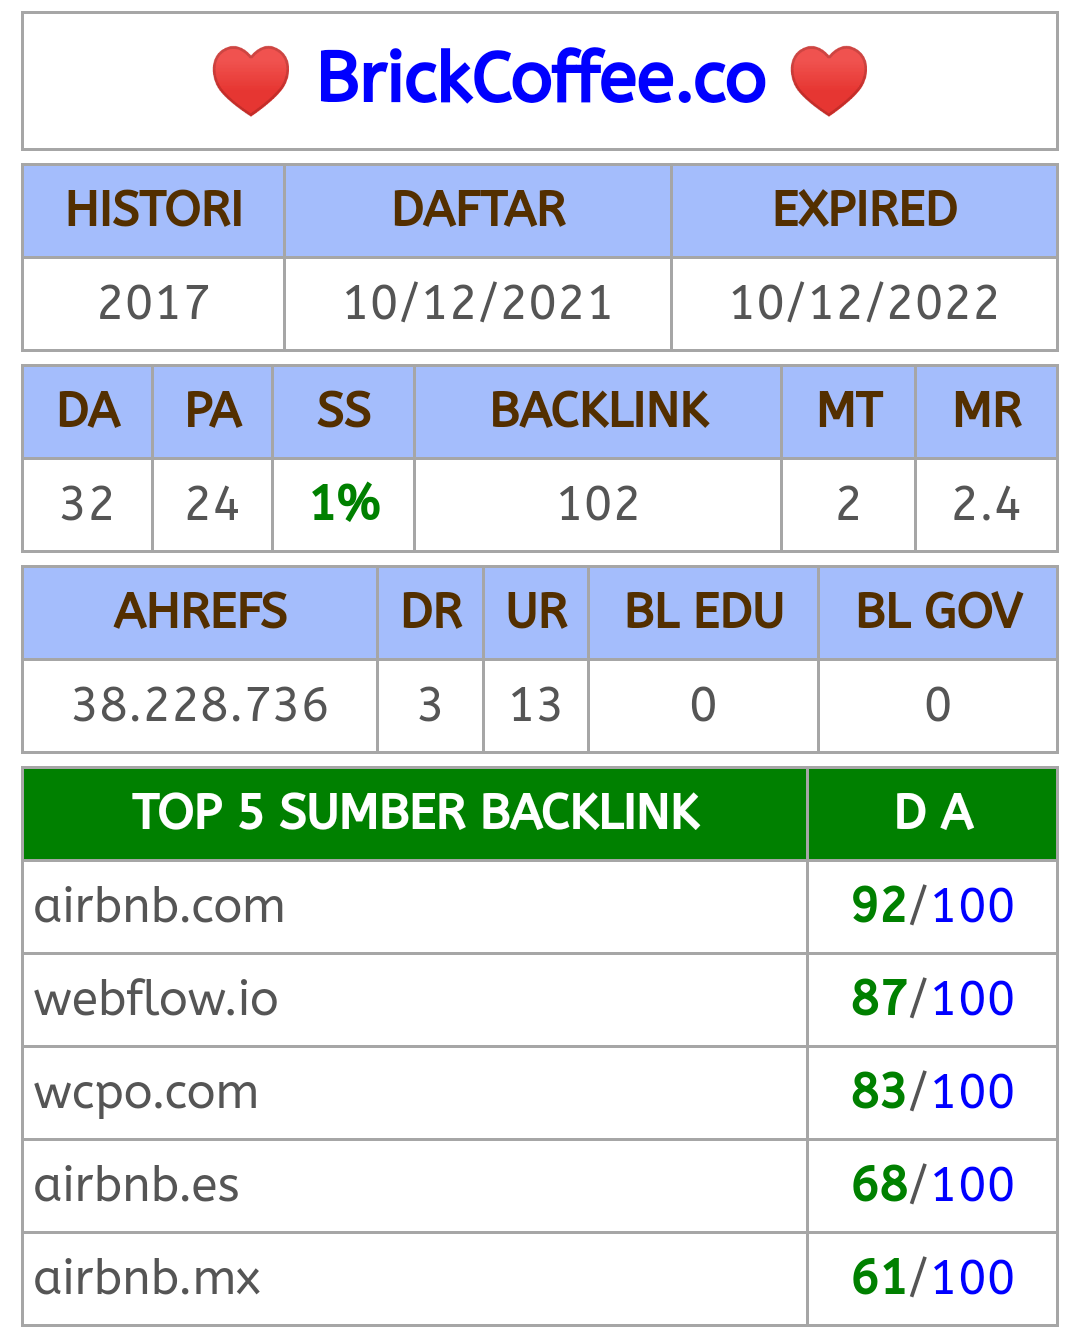 ❤️ BrickCoffee.co ❤️
HISTORI DAFTAR EXPIRED
2017 10/12/2021 10/12/2022
DA PA SS BACKLINK MT MR
32 24 1% 102 2 2.4
AHREFS DR UR BL EDU BL GOV
38.228.736 3 13 0 0
TOP 5 SUMBER BACKLINK D A
airbnb.com 92/100
webflow.io 87/100
wcpo.com 83/100
airbnb.es 68/100
airbnb.mx 61/100